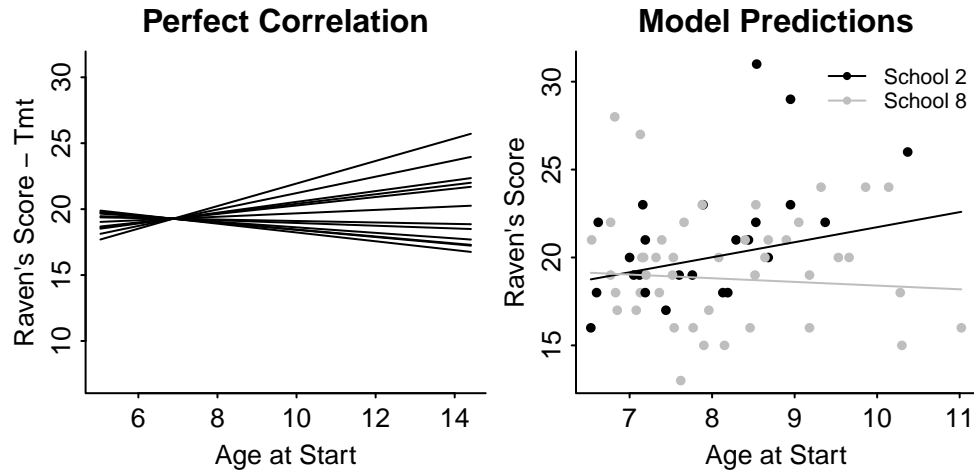 Perfect Correlation
Raven's Score − Tmt
30
25
20
15
10
6 8 10 12 14
Age at Start
Model Predictions
Raven's Score
30
25
20
15
School 2
School 8
7 8 9 10 11
Age at Start